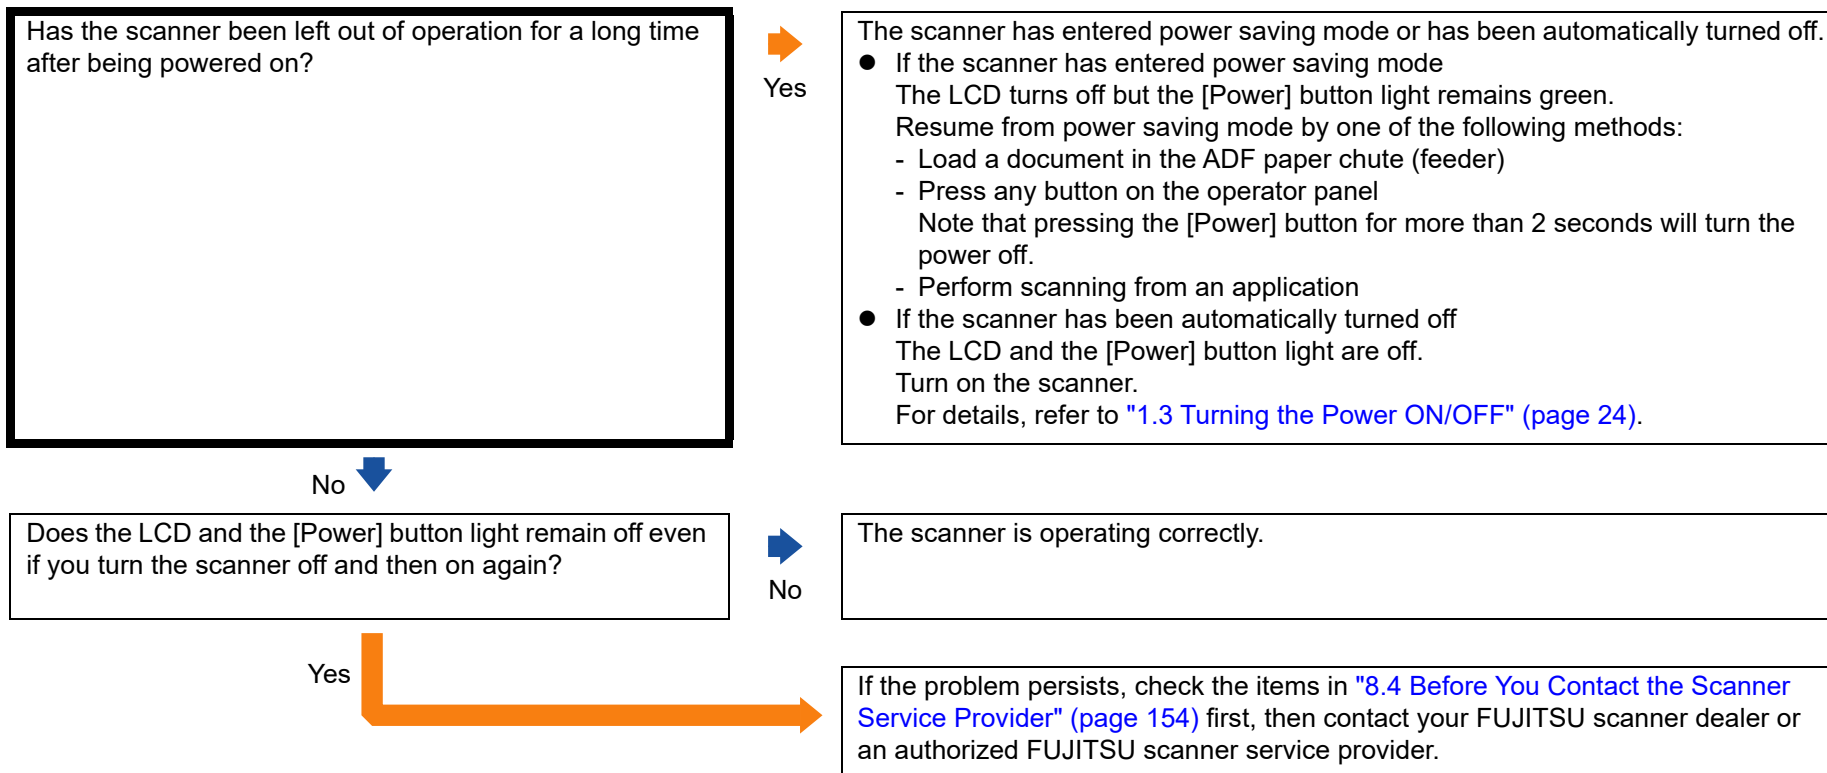 Has the scanner been left out of operation for a long time
after being powered on?
Yes
The scanner has entered power saving mode or has been automatically turned off.
● If the scanner has entered power saving mode
The LCD turns off but the [Power] button light remains green.
Resume from power saving mode by one of the following methods:
- Load a document in the ADF paper chute (feeder)
- Press any button on the operator panel
Note that pressing the [Power] button for more than 2 seconds will turn the
power off.
- Perform scanning from an application
● If the scanner has been automatically turned off
The LCD and the [Power] button light are off.
Turn on the scanner.
For details, refer to "1.3 Turning the Power ON/OFF" (page 24).
No
Does the LCD and the [Power] button light remain off even
if you turn the scanner off and then on again?
No
The scanner is operating correctly.
Yes
If the problem persists, check the items in "8.4 Before You Contact the Scanner
Service Provider" (page 154) first, then contact your FUJITSU scanner dealer or
an authorized FUJITSU scanner service provider.